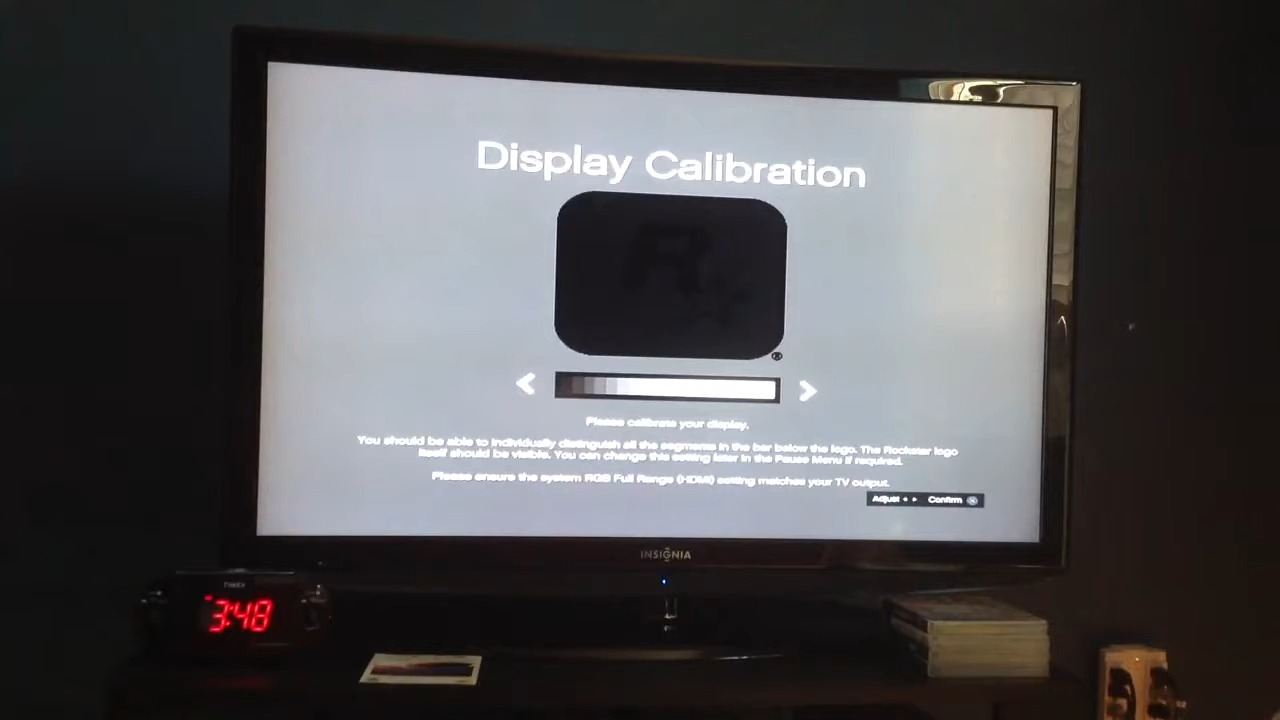 Display Calibration
R
Please calibrate your display.
You should be able to individually distinguish all the segments in the bar below the logo. The Rockstar logo
itself should be visible. You can change this setting later in the Pause Menu if required.
Please ensure the system RGB Full Range (HDMI) setting matches your TV output.
Adjust Confirm
INSIGNIA
TIMEX
3:48